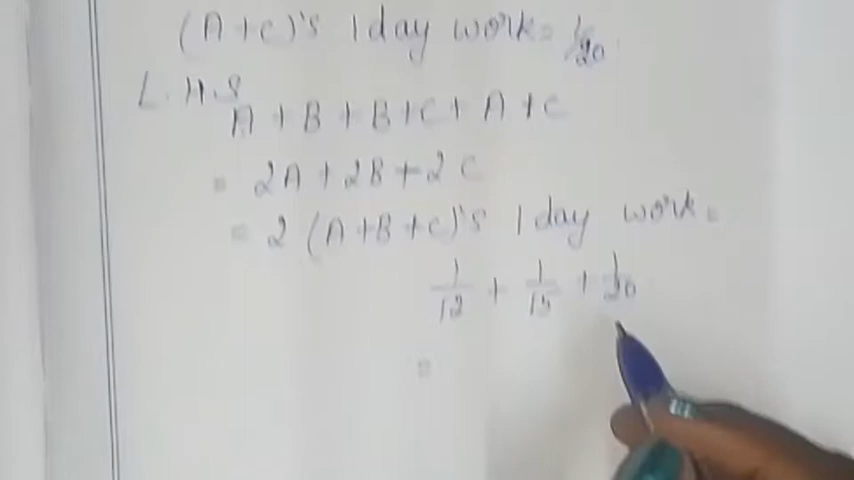 (A+C)'s 1 day work = 1/20
L.H.S
A + B + B + C + A + C
= 2A + 2B + 2C
= 2 (A+B+C)'s 1 day work =
1/12 + 1/15 + 1/20
=